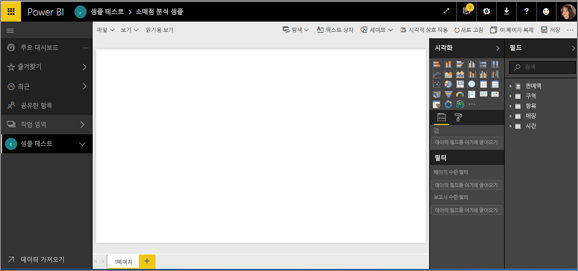 Power BI 샘플 테스트 > 소매점 분석 샘플
파일 보기 읽기용 보기 탐색 텍스트 상자 셰이프 시각적 상호 작용 새로 고침 이 페이지 복제 저장 ...
주요 대시보드
즐겨찾기
최근
공유한 항목
작업 영역
샘플 테스트
데이터 가져오기
1페이지
시각화
값
데이터 필드를 여기에 끌어오기
필터
페이지 수준 필터
데이터 필드를 여기에 끌어오기
보고서 수준 필터
데이터 필드를 여기에 끌어오기
필드
검색
판매액
구역
항목
매장
시간